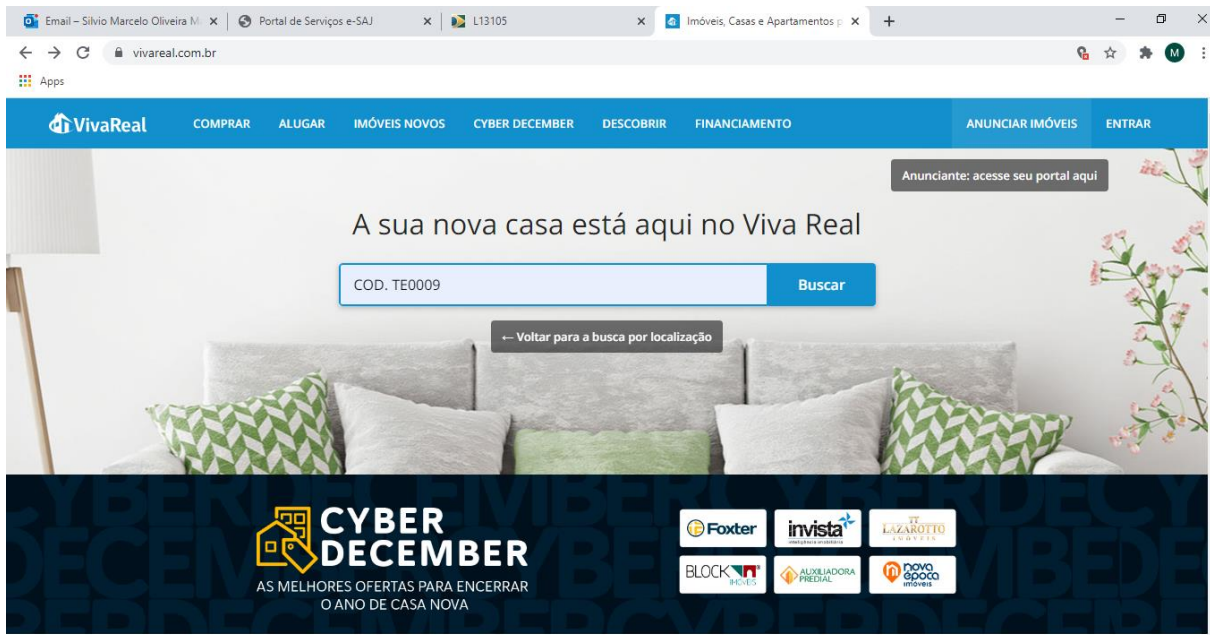 Email – Silvio Marcelo Oliveira M
Portal de Serviços e-SAJ
L13105
Imóveis, Casas e Apartamentos p
vivareal.com.br
M
Apps
VivaReal
COMPRAR
ALUGAR
IMÓVEIS NOVOS
CYBER DECEMBER
DESCOBRIR
FINANCIAMENTO
ANUNCIAR IMÓVEIS
ENTRAR
Anunciante: acesse seu portal aqui
A sua nova casa está aqui no Viva Real
COD. TE0009
Buscar
← Voltar para a busca por localização
CYBER
DECEMBER
AS MELHORES OFERTAS PARA ENCERRAR
O ANO DE CASA NOVA
Foxter
invista
LAZAROTTO
IMÓVEIS
BLOCK
IMÓVEIS
AUXILIADORA
PREDIAL
nova
época
imóveis